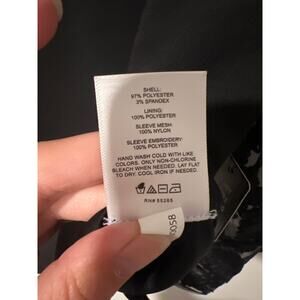 SHELL:
97% POLYESTER
3% SPANDEX
LINING:
100% POLYESTER
SLEEVE MESH:
100% NYLON
SLEEVE EMBROIDERY:
100% POLYESTER
HAND WASH COLD WITH LIKE
COLORS. ONLY NON-CHLORINE
BLEACH WHEN NEEDED. LAY FLAT
TO DRY. COOL IRON IF NEEDED.
RN# 55285